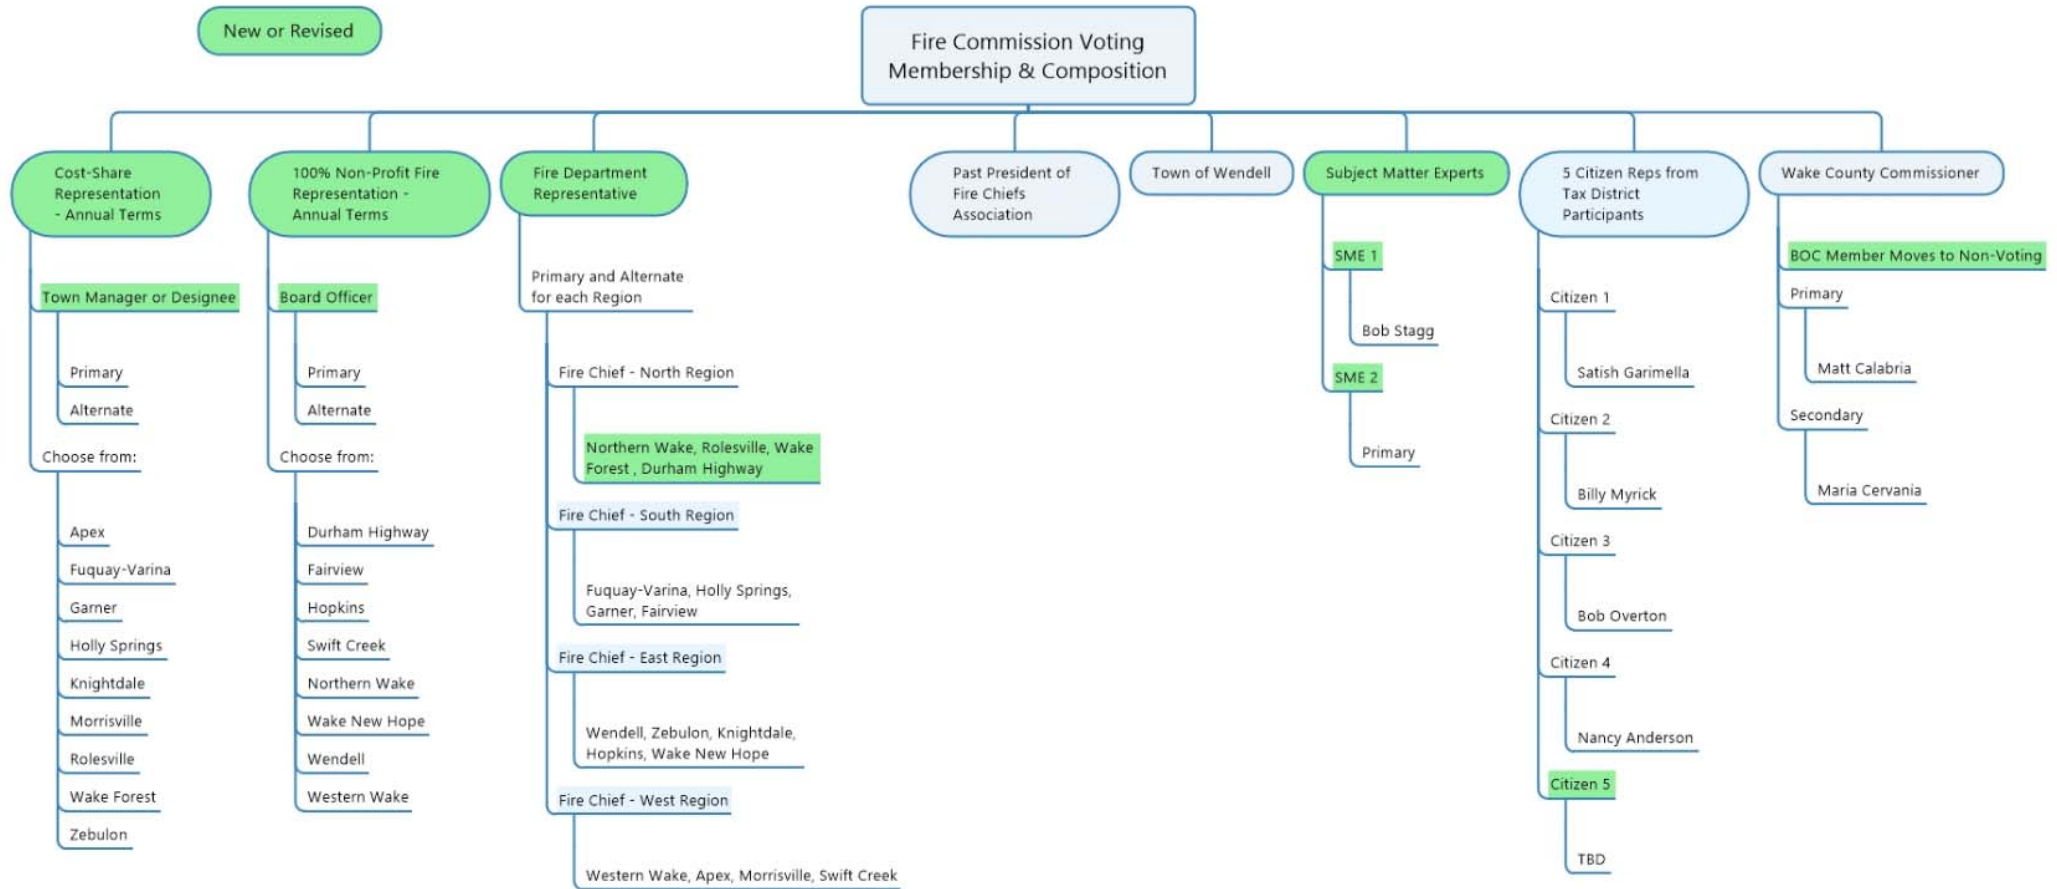 New or Revised
Fire Commission Voting
Membership & Composition
Cost-Share
Representation
- Annual Terms
Town Manager or Designee
Primary
Alternate
Choose from:
Apex
Fuquay-Varina
Garner
Holly Springs
Knightdale
Morrisville
Rolesville
Wake Forest
Zebulon
100% Non-Profit Fire
Representation -
Annual Terms
Board Officer
Primary
Alternate
Choose from:
Durham Highway
Fairview
Hopkins
Swift Creek
Northern Wake
Wake New Hope
Wendell
Western Wake
Fire Department
Representative
Primary and Alternate
for each Region
Fire Chief - North Region
Northern Wake, Rolesville, Wake
Forest , Durham Highway
Fire Chief - South Region
Fuquay-Varina, Holly Springs,
Garner, Fairview
Fire Chief - East Region
Wendell, Zebulon, Knightdale,
Hopkins, Wake New Hope
Fire Chief - West Region
Western Wake, Apex, Morrisville, Swift Creek
Past President of
Fire Chiefs
Association
Town of Wendell
Subject Matter Experts
SME 1
Bob Stagg
SME 2
Primary
5 Citizen Reps from
Tax District
Participants
Citizen 1
Satish Garimella
Citizen 2
Billy Myrick
Citizen 3
Bob Overton
Citizen 4
Nancy Anderson
Citizen 5
TBD
Wake County Commissioner
BOC Member Moves to Non-Voting
Primary
Matt Calabria
Secondary
Maria Cervania